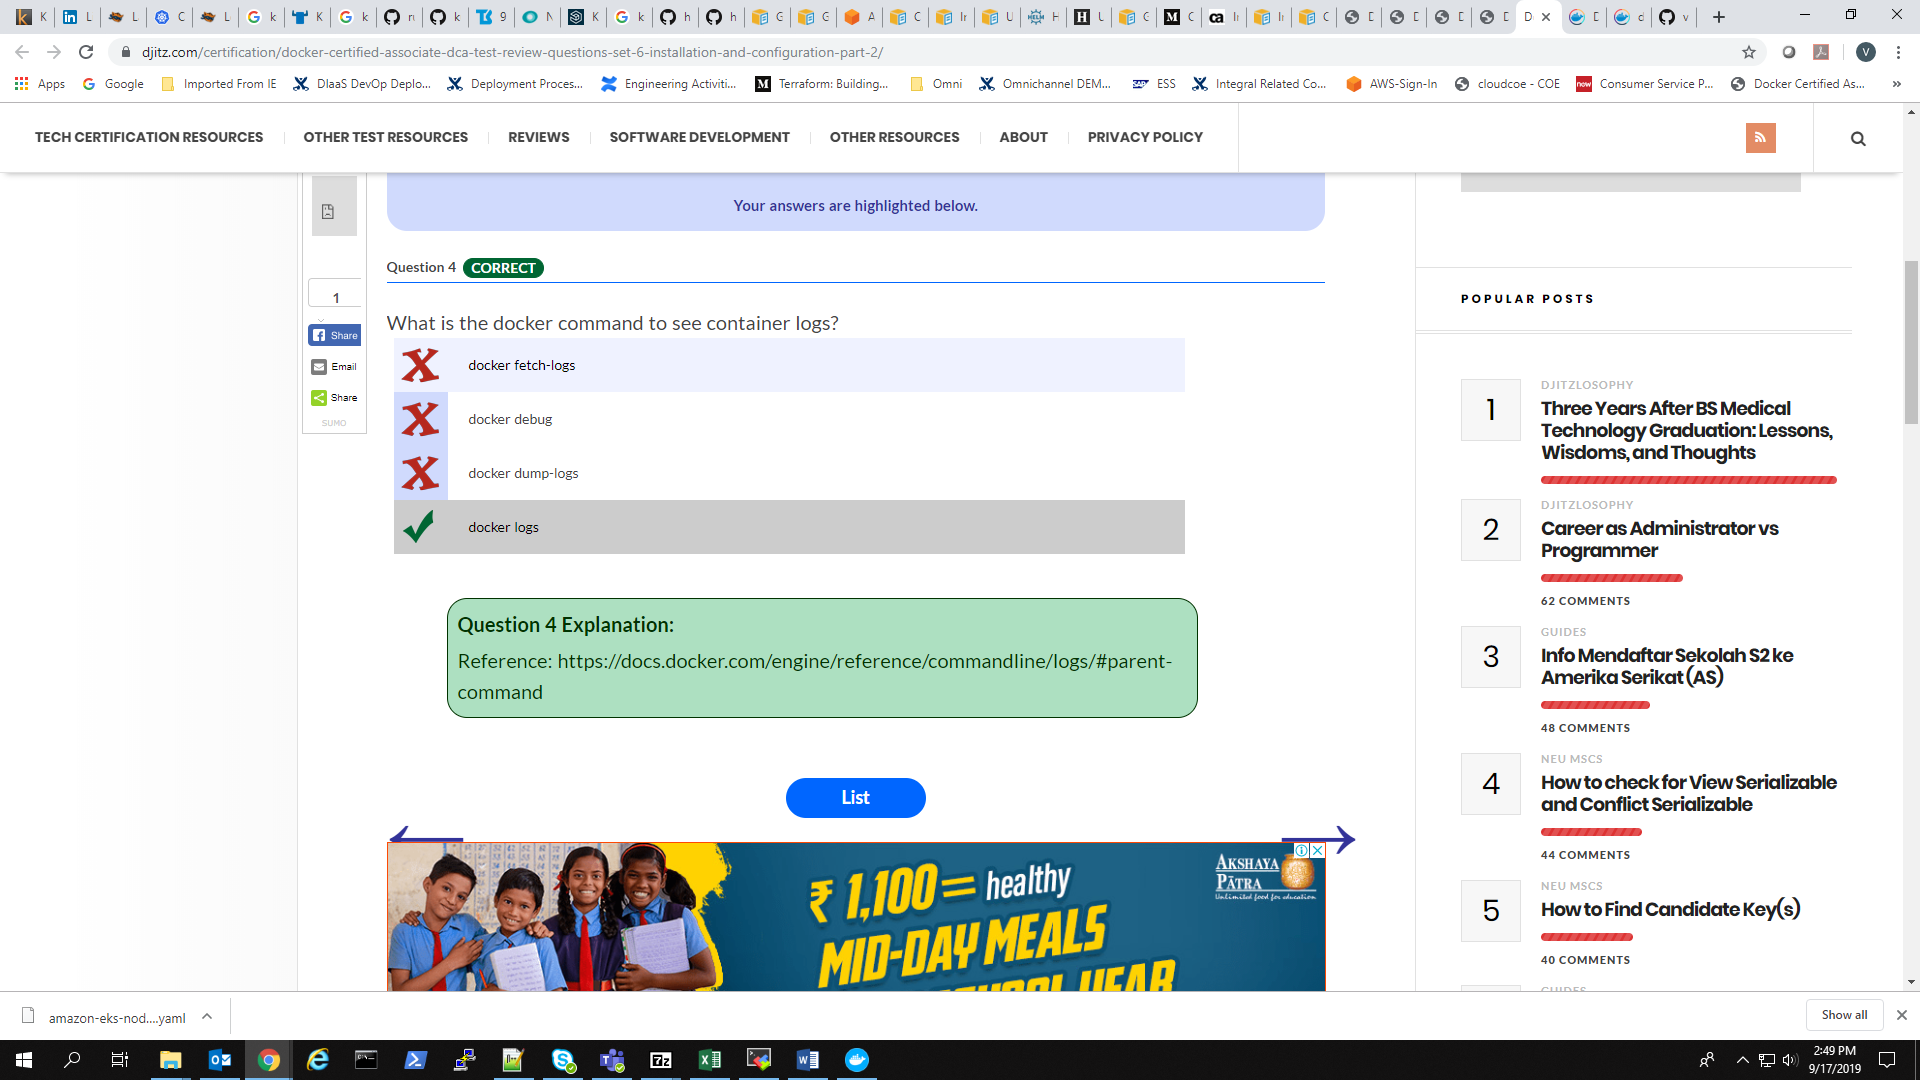 djitz.com/certification/docker-certified-associate-dca-test-review-questions-set-6-installation-and-configuration-part-2/
V
Apps
Google
Imported From IE
DIaaS DevOp Deplo...
Deployment Proces...
Engineering Activiti...
Terraform: Building...
Omni
Omnichannel DEM...
ESS
Integral Related Co...
AWS-Sign-In
cloudcoe - COE
Consumer Service P...
Docker Certified As...
TECH CERTIFICATION RESOURCES
OTHER TEST RESOURCES
REVIEWS
SOFTWARE DEVELOPMENT
OTHER RESOURCES
ABOUT
PRIVACY POLICY
Your answers are highlighted below.
Question 4 CORRECT
What is the docker command to see container logs?
docker fetch-logs
docker debug
docker dump-logs
docker logs
Question 4 Explanation:
Reference: https://docs.docker.com/engine/reference/commandline/logs/#parent-
command
List
1
Share
Email
Share
SUMO
₹ 1,100= healthy
MID-DAY MEALS
AKSHAYA
PĀTRA
Unlimited food for education
POPULAR POSTS
1
DJITZLOSOPHY
Three Years After BS Medical
Technology Graduation: Lessons,
Wisdoms, and Thoughts
2
DJITZLOSOPHY
Career as Administrator vs
Programmer
62 COMMENTS
3
GUIDES
Info Mendaftar Sekolah S2 ke
Amerika Serikat (AS)
48 COMMENTS
4
NEU MSCS
How to check for View Serializable
and Conflict Serializable
44 COMMENTS
5
NEU MSCS
How to Find Candidate Key(s)
40 COMMENTS
amazon-eks-nod....yaml
Show all
2:49 PM
9/17/2019